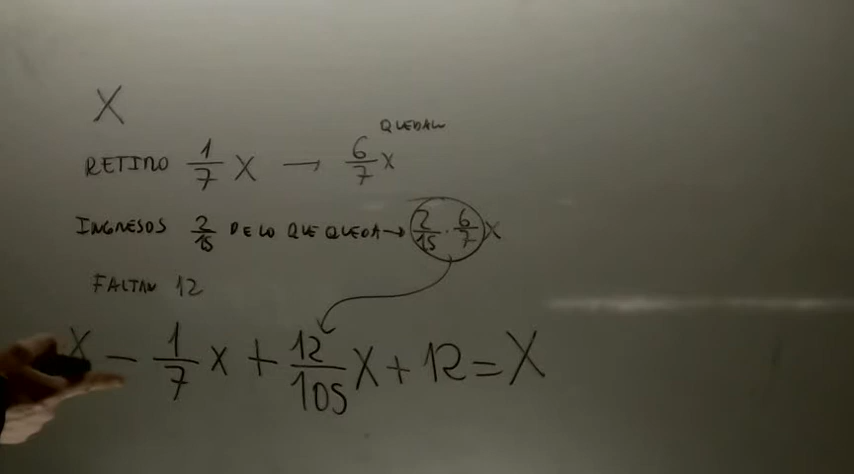 X
RETIRO 1/7 X → 6/7 X QUEDAN
INGRESOS 2/15 DE LO QUE QUEDA → 2/15 · 6/7 X
FALTAN 12
X - 1/7 X + 12/105 X + 12 = X